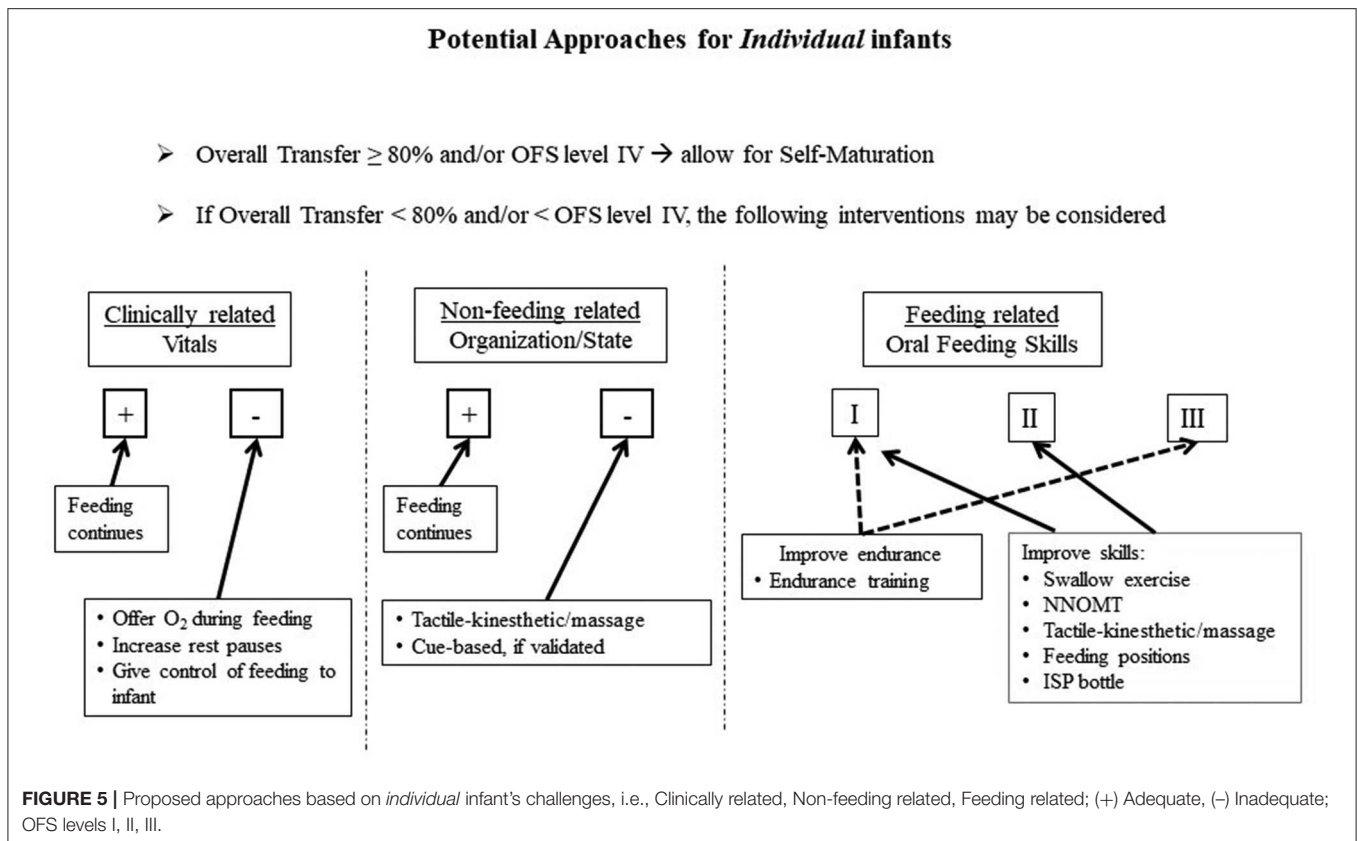 Potential Approaches for Individual infants
➢ Overall Transfer ≥ 80% and/or OFS level IV → allow for Self-Maturation
➢ If Overall Transfer < 80% and/or < OFS level IV, the following interventions may be considered
Clinically related
Vitals
+
-
Feeding
continues
• Offer O₂ during feeding
• Increase rest pauses
• Give control of feeding to
infant
Non-feeding related
Organization/State
+
-
Feeding
continues
• Tactile-kinesthetic/massage
• Cue-based, if validated
Feeding related
Oral Feeding Skills
I
II
III
Improve endurance
• Endurance training
Improve skills:
• Swallow exercise
• NNOMT
• Tactile-kinesthetic/massage
• Feeding positions
• ISP bottle
FIGURE 5 | Proposed approaches based on individual infant's challenges, i.e., Clinically related, Non-feeding related, Feeding related; (+) Adequate, (–) Inadequate;
OFS levels I, II, III.